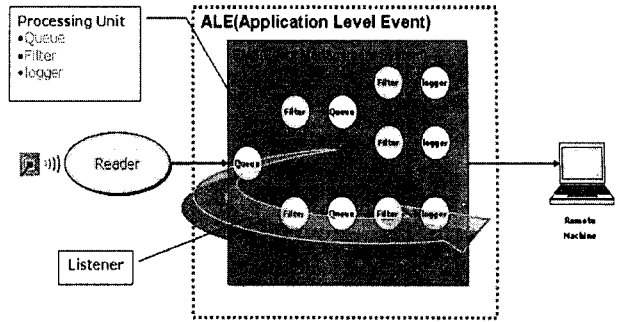 Processing Unit
•Queue
•Filter
•logger
ALE(Application Level Event)
Filter
logger
Filter
Queue
Filter
logger
Reader
Queue
Filter
Queue
Filter
logger
Remote
Machine
Listener